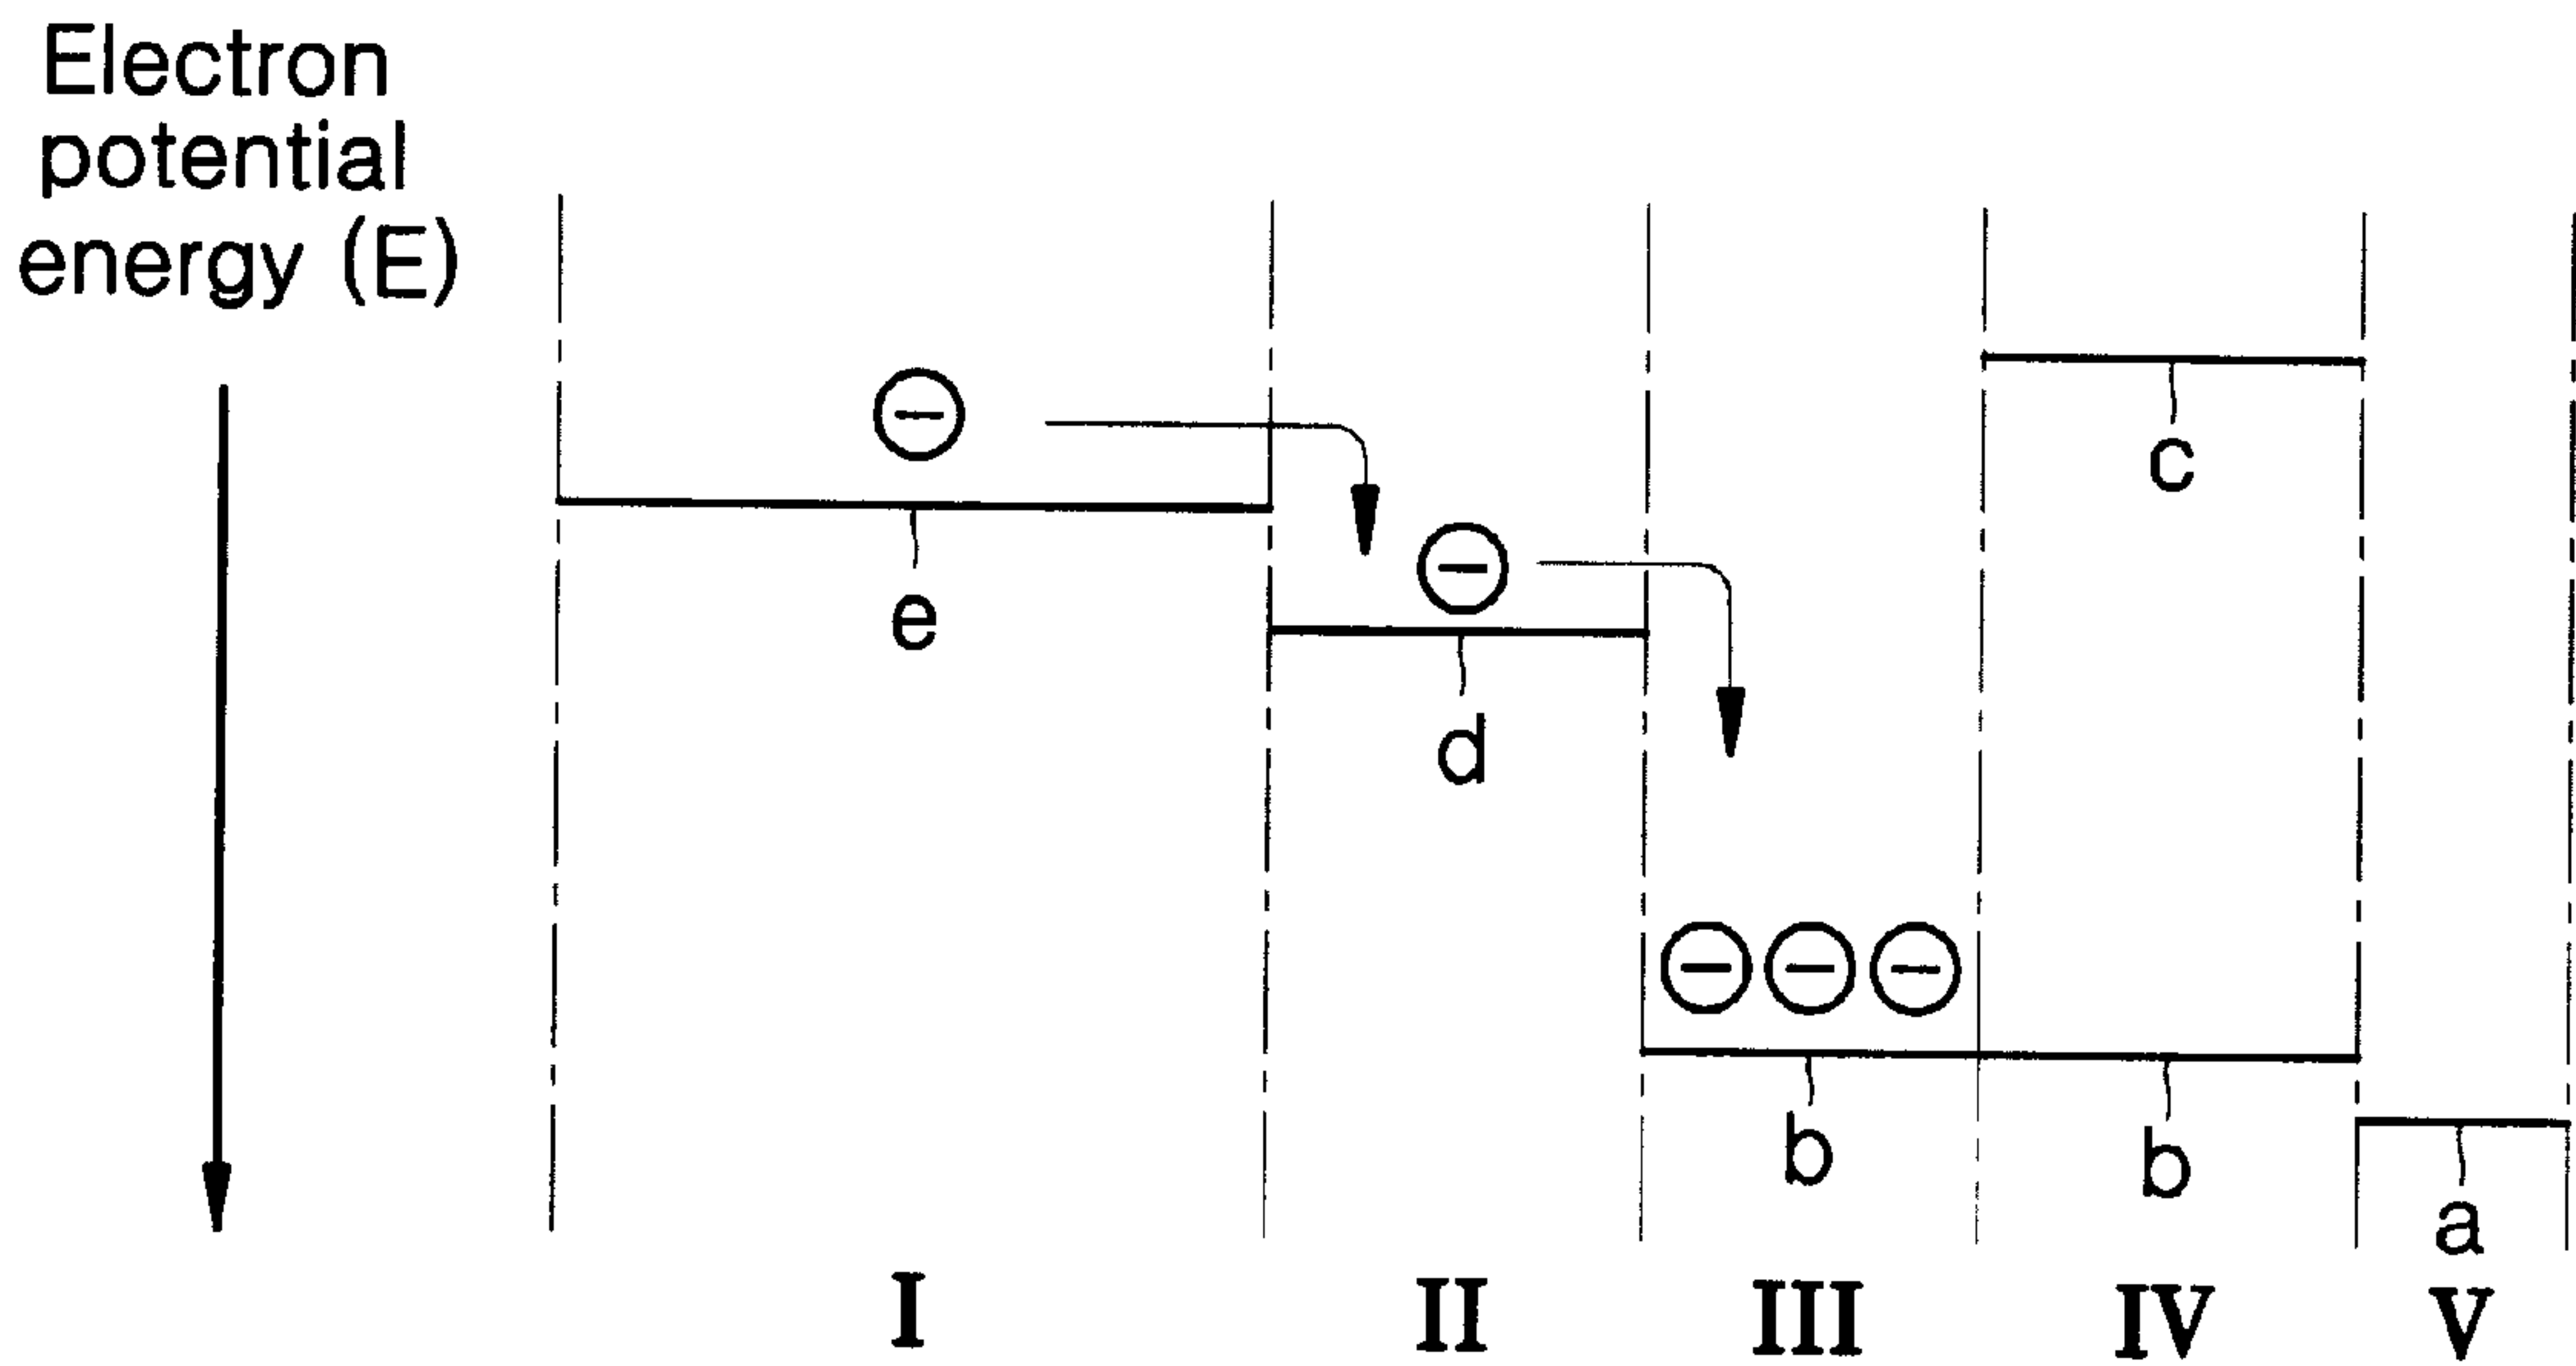 Electron
potential
energy (E)
c
e
d
b
b
a
I
II
III
IV
V